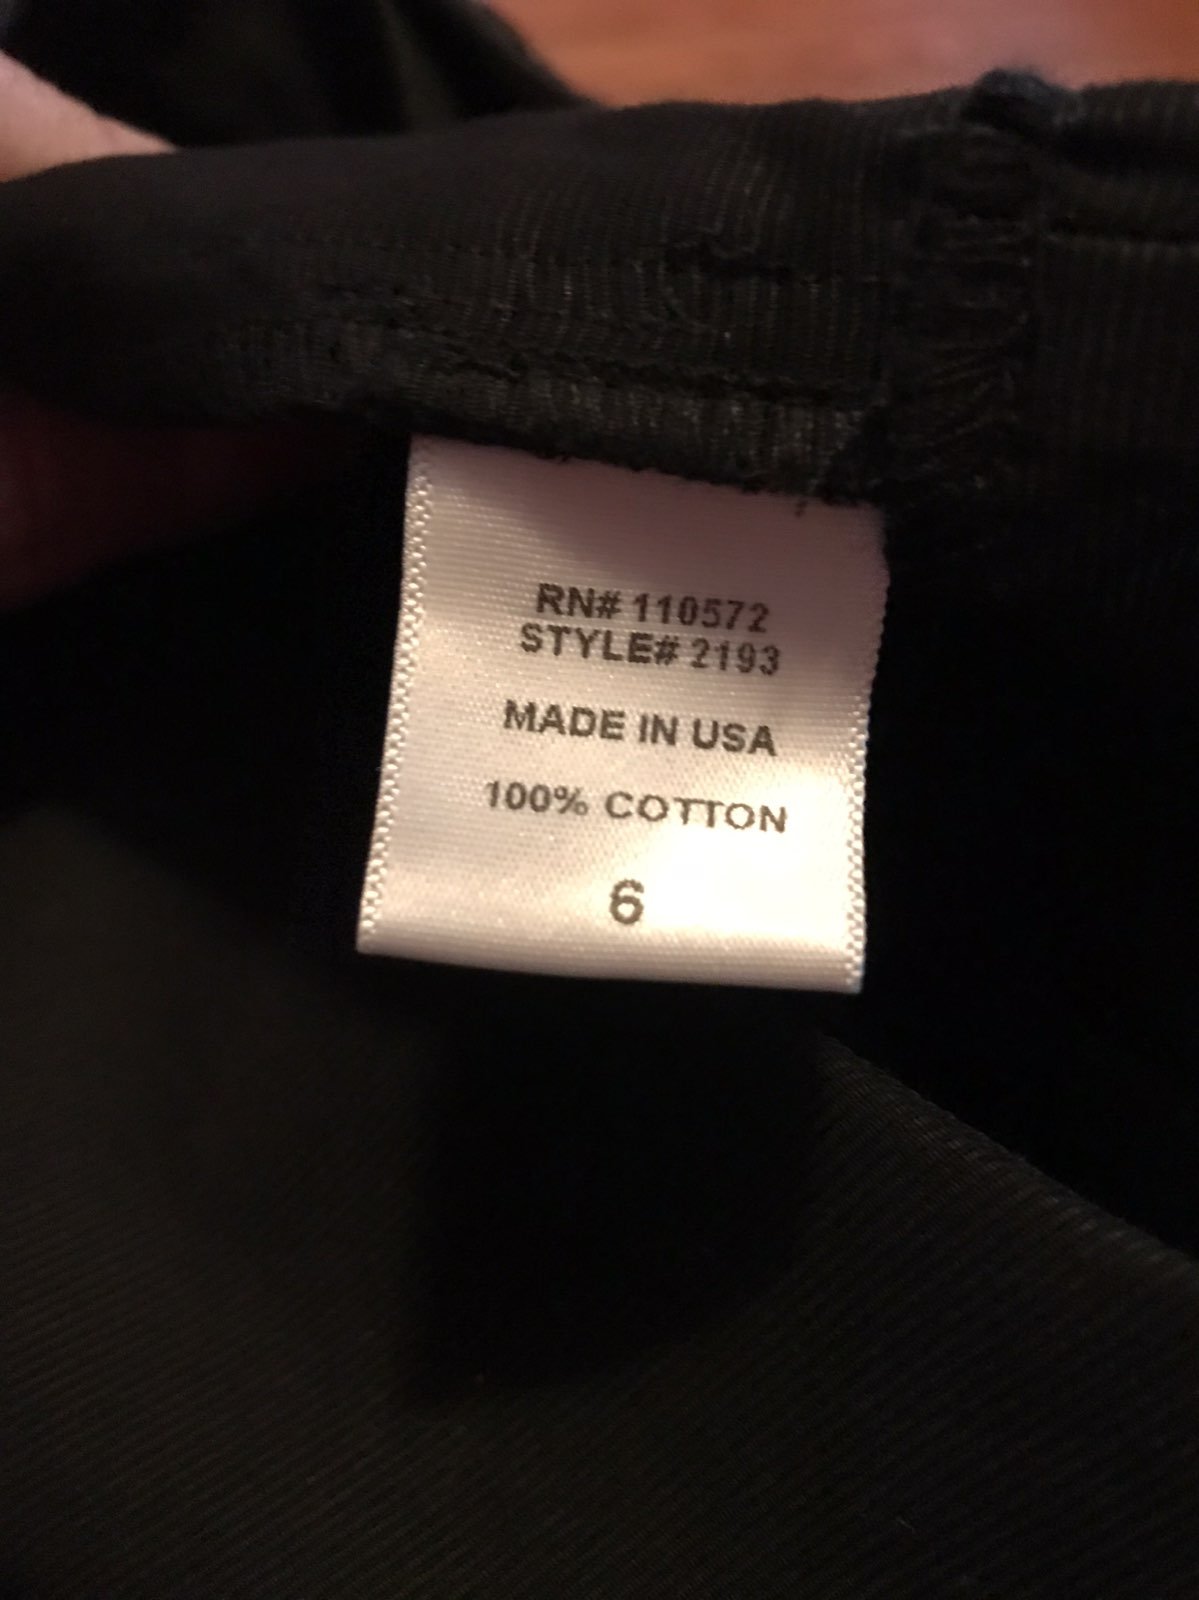 RN# 110572
STYLE# 2193
MADE IN USA
100% COTTON
6